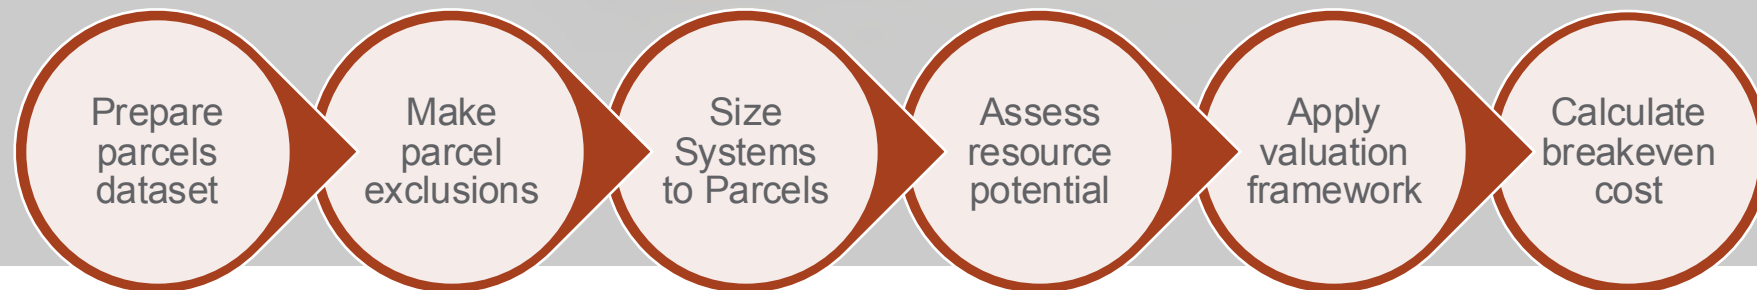 Prepare
parcels
dataset
Make
parcel
exclusions
Size
Systems
to Parcels
Assess
resource
potential
Apply
valuation
framework
Calculate
breakeven
cost